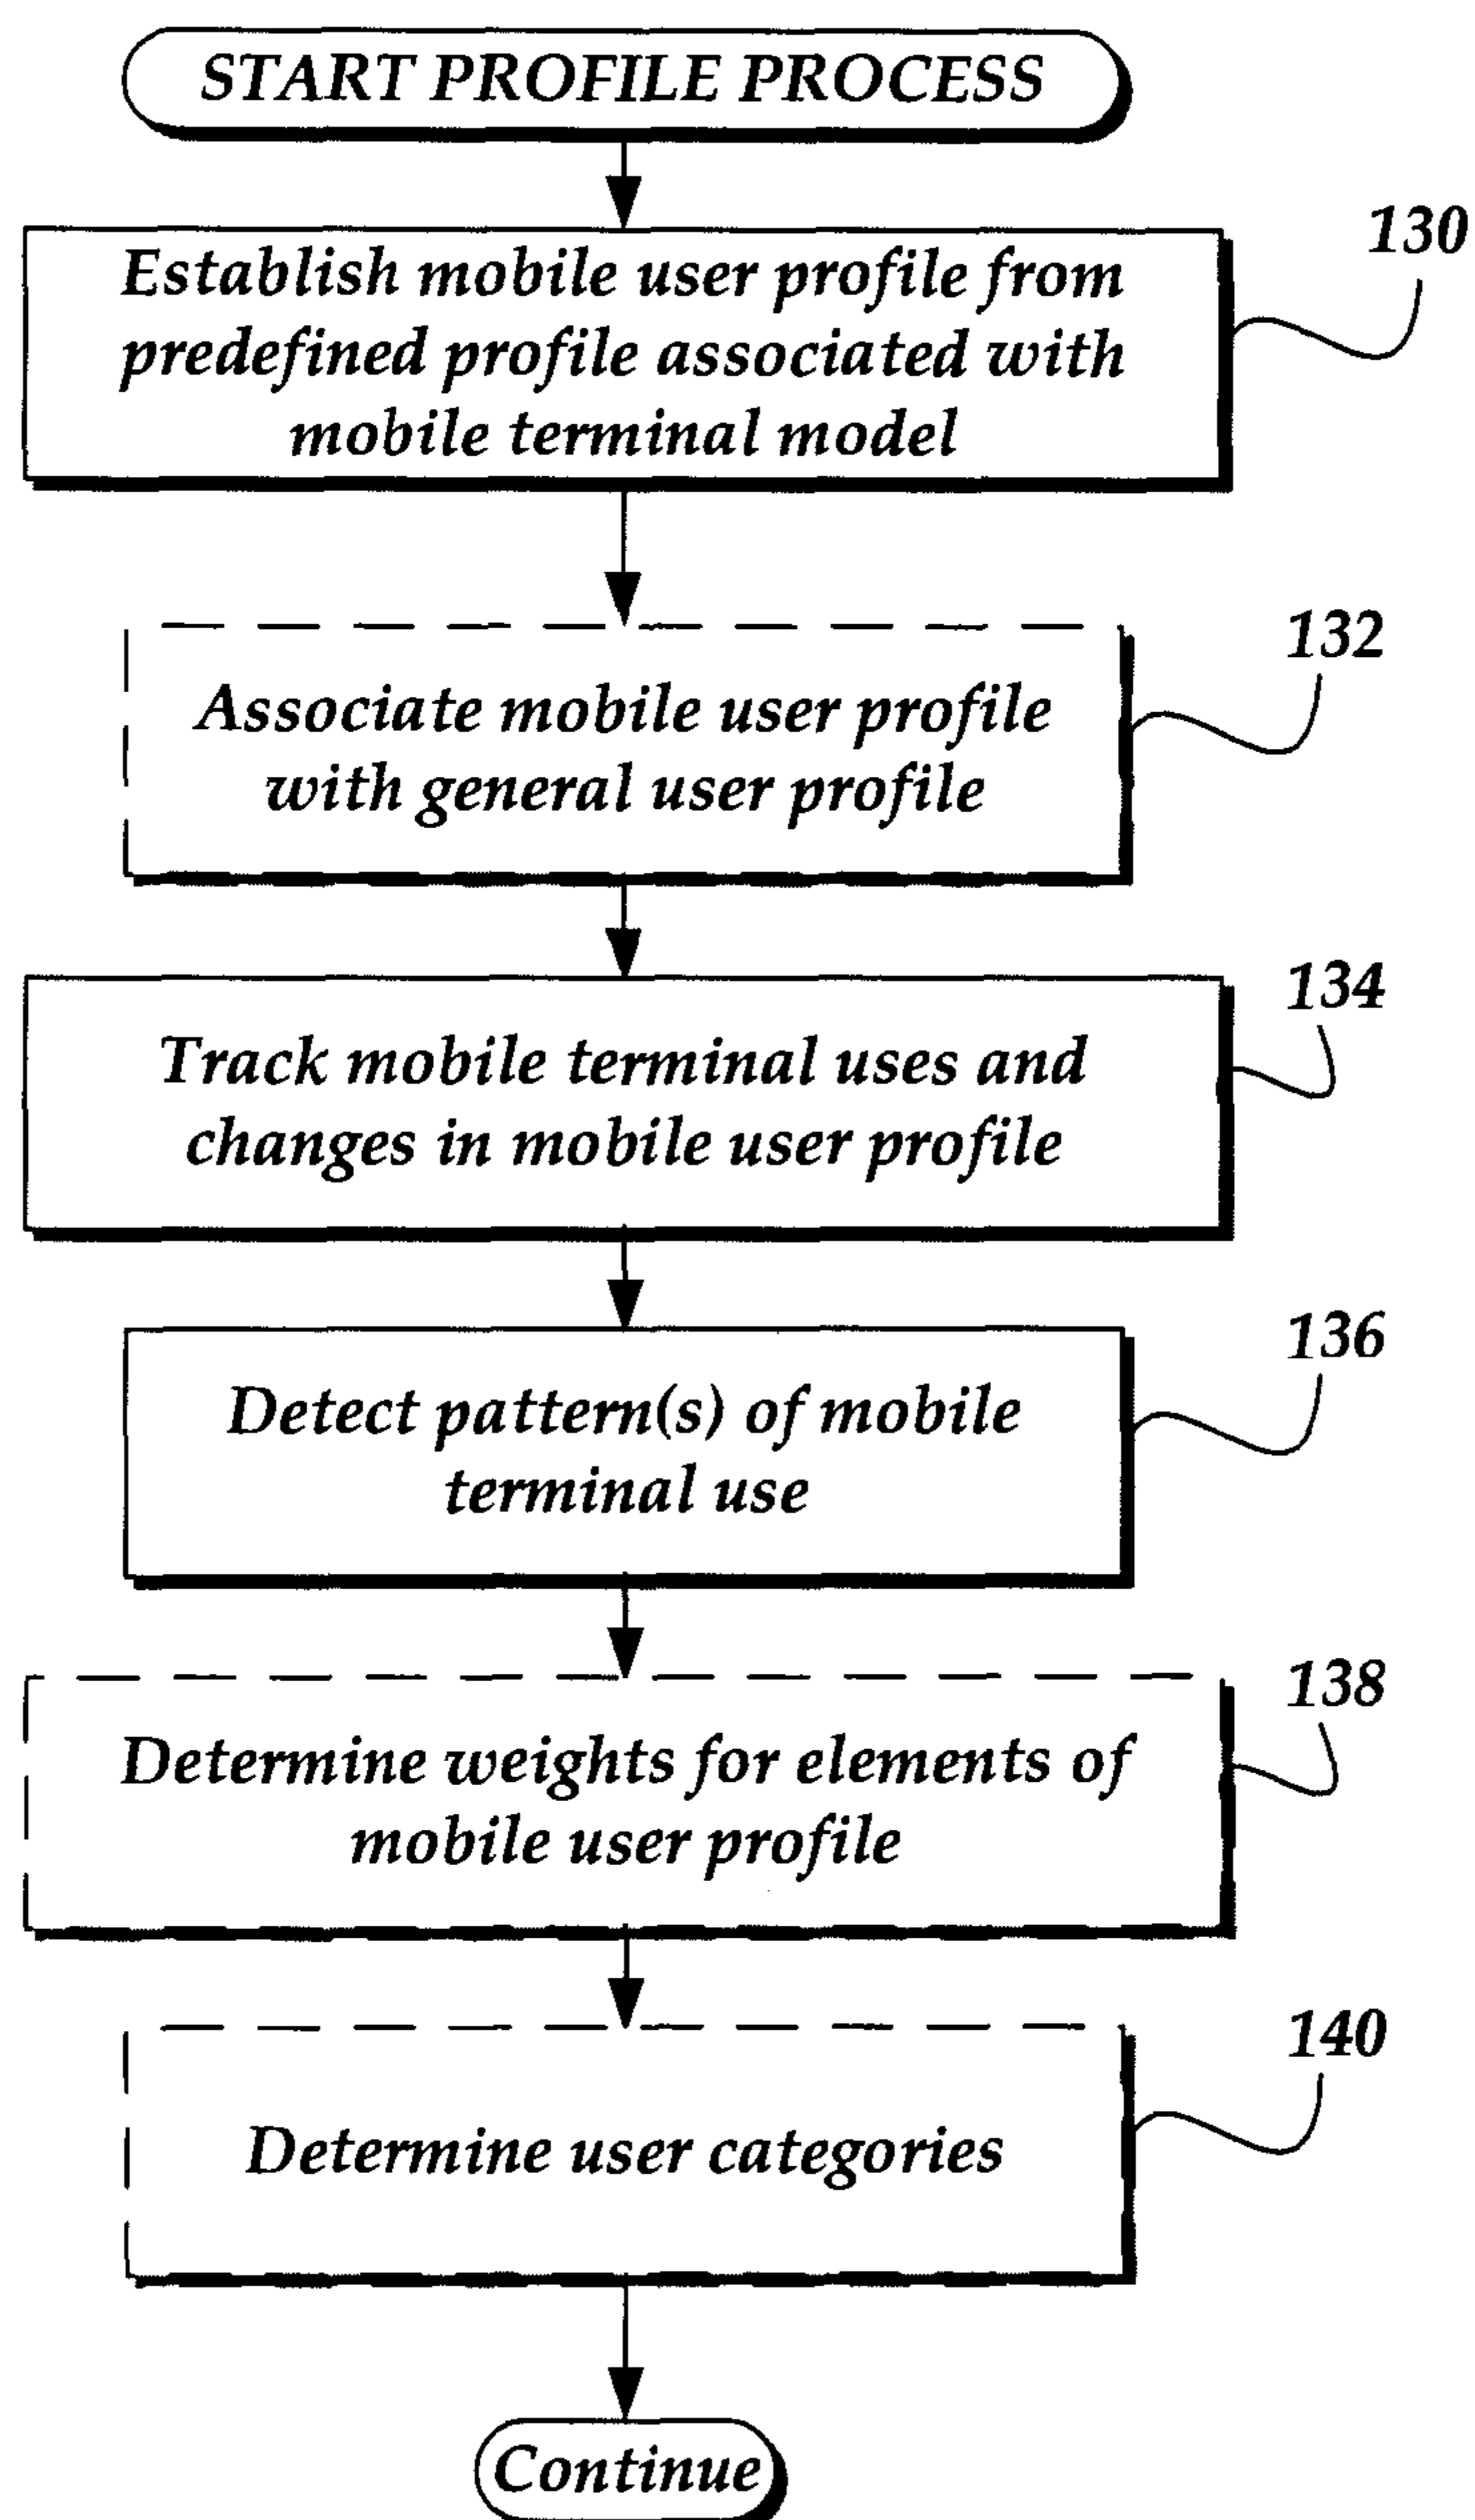 START PROFILE PROCESS
130
Establish mobile user profile from
predefined profile associated with
mobile terminal model
132
Associate mobile user profile
with general user profile
134
Track mobile terminal uses and
changes in mobile user profile
136
Detect pattern(s) of mobile
terminal use
138
Determine weights for elements of
mobile user profile
140
Determine user categories
Continue